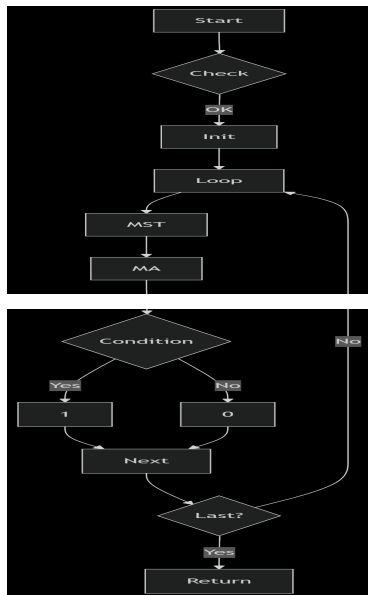 Start
Check
OK
Init
Loop
MST
MA
Condition
No
Yes
No
1
0
Next
Last?
Yes
Return